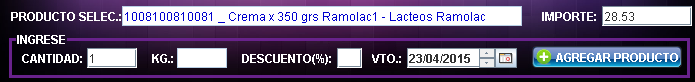 PRODUCTO SELEC.: 1008100810081 _ Crema x 350 grs Ramolac1 - Lacteos Ramolac IMPORTE: 28.53
INGRESE
CANTIDAD: 1 KG.: DESCUENTO(%): VTO.: 23/04/2015 AGREGAR PRODUCTO